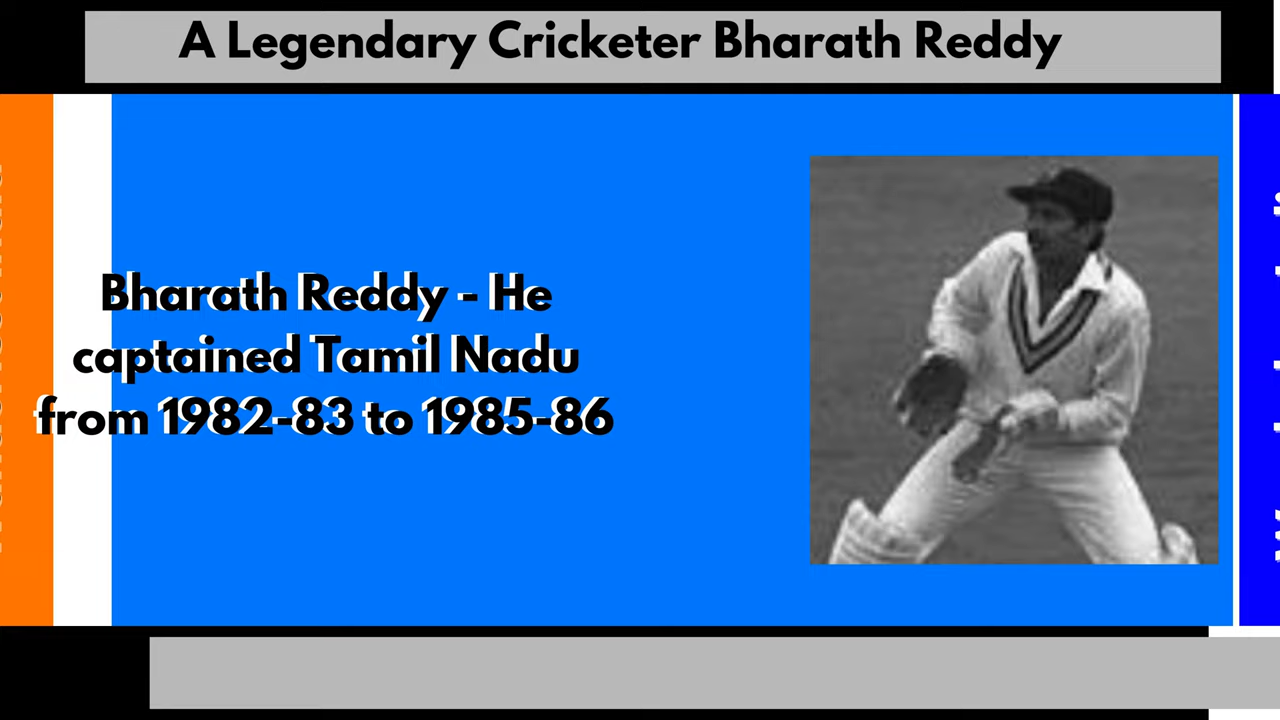 A Legendary Cricketer Bharath Reddy
Bharath Reddy - He
captained Tamil Nadu
from 1982-83 to 1985-86